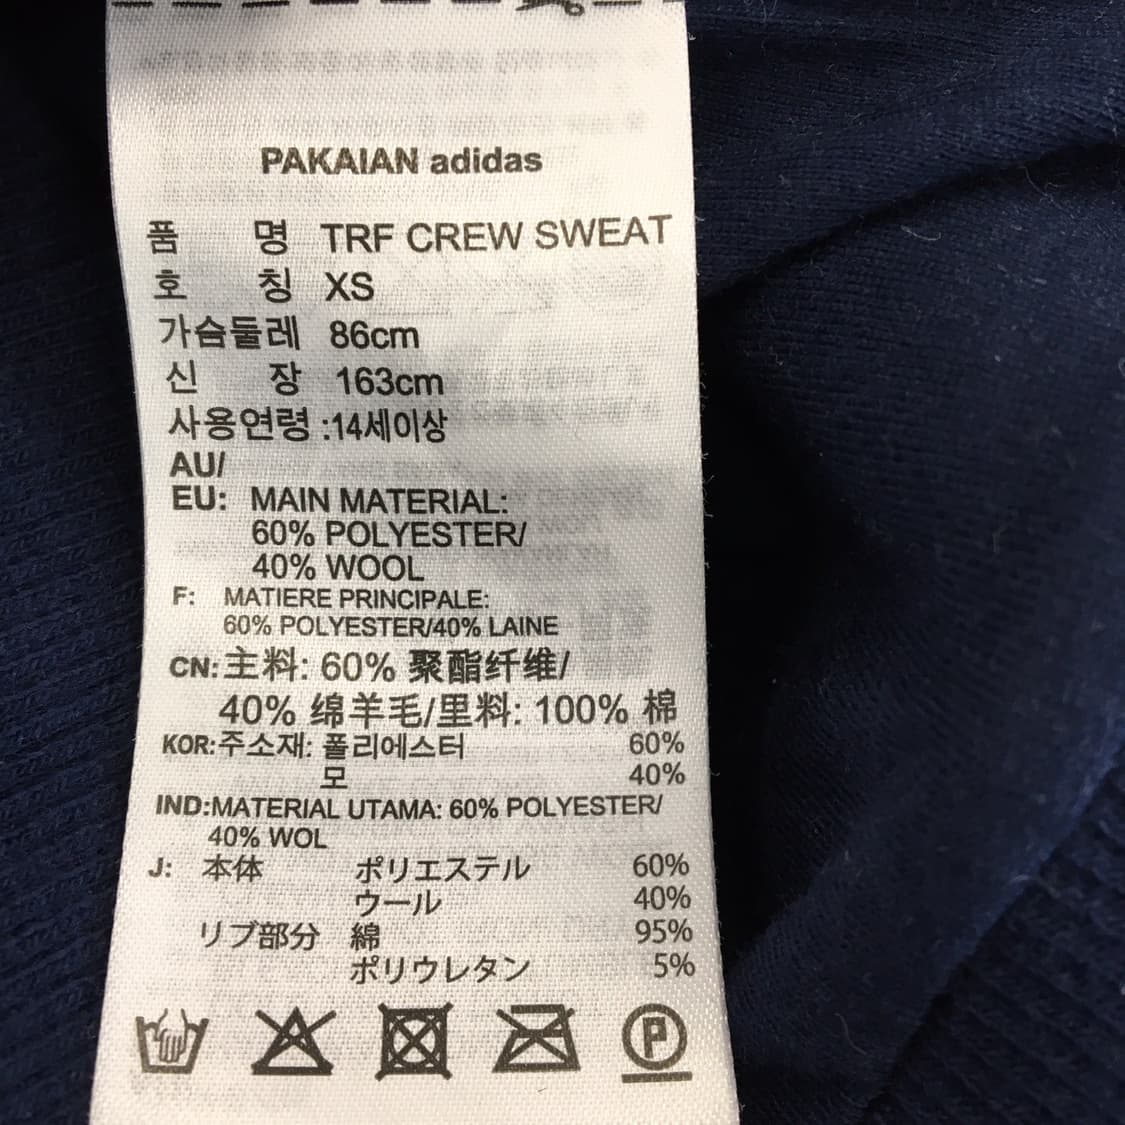 PAKAIAN adidas
품 명 TRF CREW SWEAT
호 칭 XS
가슴둘레 86cm
신 장 163cm
사용연령 :14세이상
AU/
EU: MAIN MATERIAL:
60% POLYESTER/
40% WOOL
F: MATIERE PRINCIPALE:
60% POLYESTER/40% LAINE
CN: 主料: 60% 聚酯纤维/
40% 绵羊毛/里料: 100% 棉
KOR: 주소재: 폴리에스터 60%
모 40%
IND:MATERIAL UTAMA: 60% POLYESTER/
40% WOL
J: 本体 ポリエステル 60%
ウール 40%
リブ部分 綿 95%
ポリウレタン 5%
P